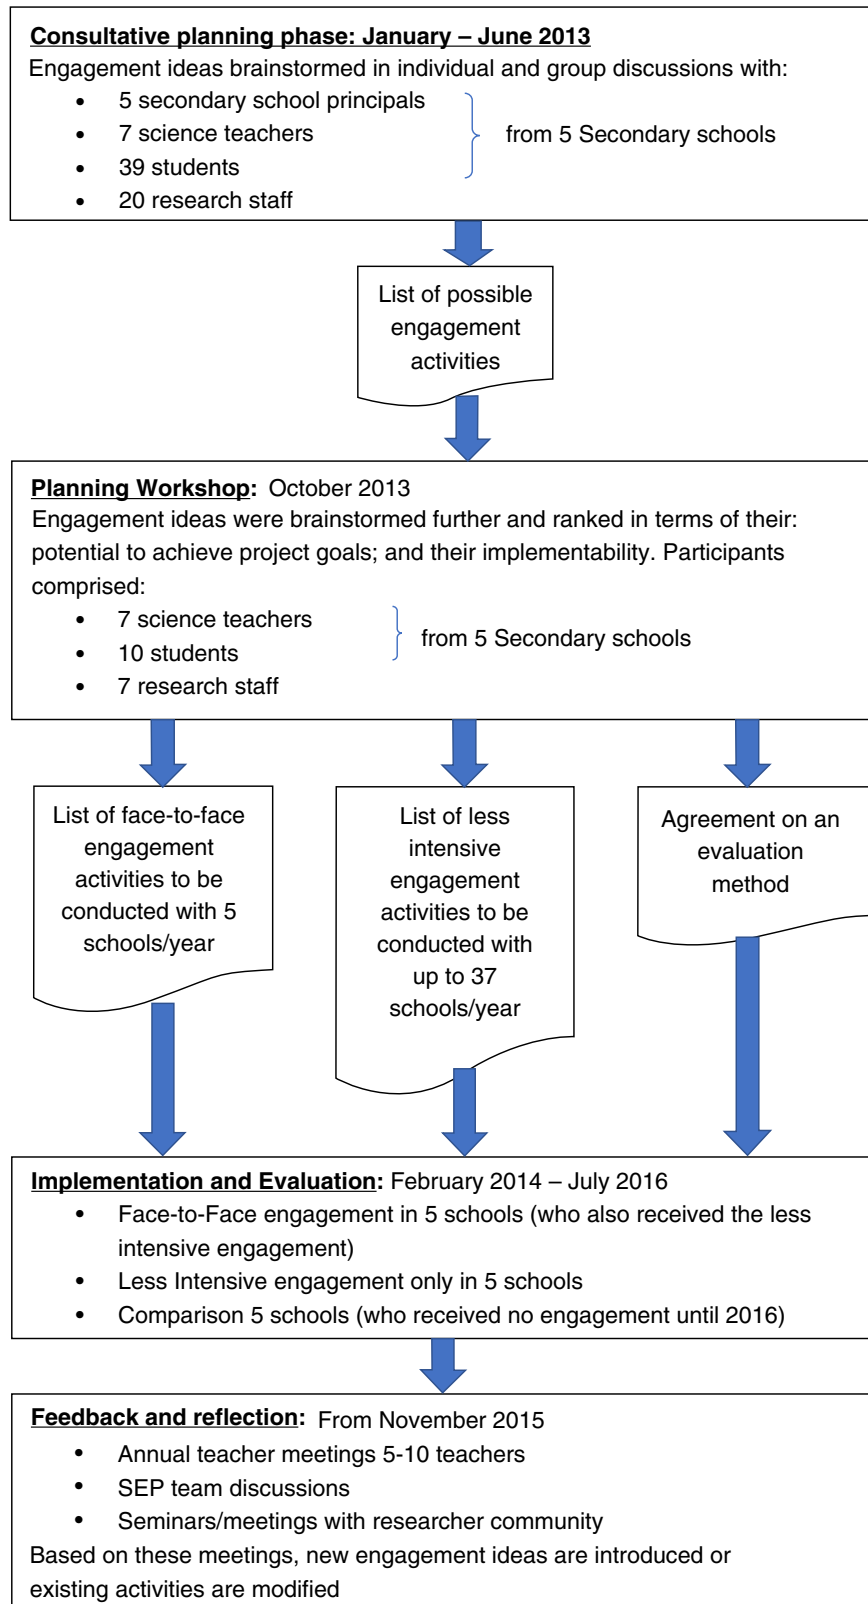 Consultative planning phase: January – June 2013
Engagement ideas brainstormed in individual and group discussions with:
• 5 secondary school principals
• 7 science teachers
from 5 Secondary schools
• 39 students
• 20 research staff
List of possible
engagement
activities
Planning Workshop: October 2013
Engagement ideas were brainstormed further and ranked in terms of their:
potential to achieve project goals; and their implementability. Participants
comprised:
• 7 science teachers
• 10 students
from 5 Secondary schools
• 7 research staff
List of face-to-face
engagement
activities to be
conducted with 5
schools/year
List of less
intensive
engagement
activities to be
conducted with
up to 37
schools/year
Agreement on an
evaluation
method
Implementation and Evaluation: February 2014 – July 2016
• Face-to-Face engagement in 5 schools (who also received the less
intensive engagement)
• Less Intensive engagement only in 5 schools
• Comparison 5 schools (who received no engagement until 2016)
Feedback and reflection: From November 2015
• Annual teacher meetings 5-10 teachers
• SEP team discussions
• Seminars/meetings with researcher community
Based on these meetings, new engagement ideas are introduced or
existing activities are modified